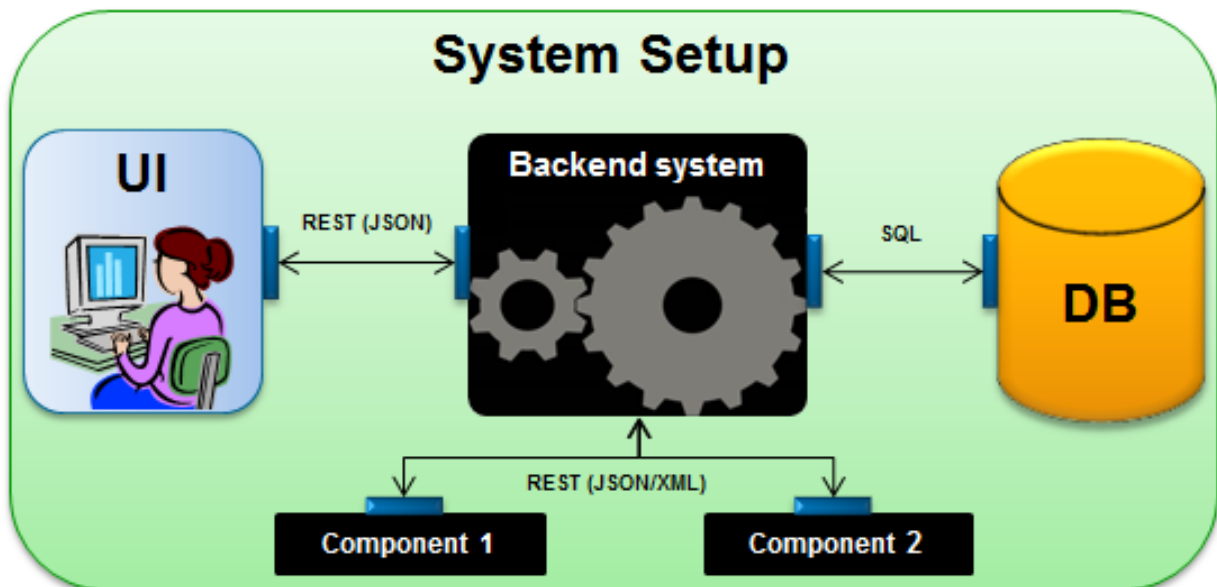 System Setup
UI
Backend system
REST (JSON)
SQL
DB
REST (JSON/XML)
Component 1
Component 2